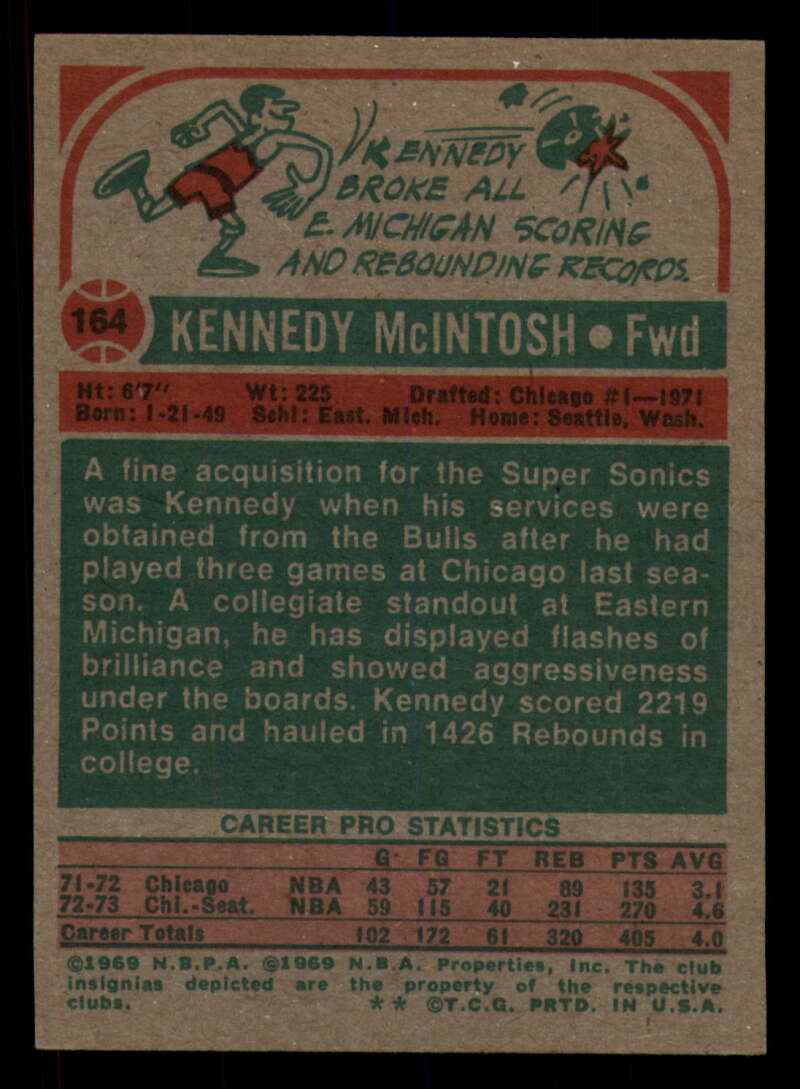 KENNEDY
BROKE ALL
E. MICHIGAN SCORING
AND REBOUNDING RECORDS.
164
KENNEDY McINTOSH • Fwd
Ht: 6'7" Wt: 225 Drafted: Chicago #1—1971
Born: 1-21-49 Schl: East. Mich. Home: Seattle, Wash.
A fine acquisition for the Super Sonics
was Kennedy when his services were
obtained from the Bulls after he had
played three games at Chicago last sea-
son. A collegiate standout at Eastern
Michigan, he has displayed flashes of
brilliance and showed aggressiveness
under the boards. Kennedy scored 2219
Points and hauled in 1426 Rebounds in
college.
CAREER PRO STATISTICS
G FG FT REB PTS AVG
71-72 Chicago NBA 43 57 21 89 135 3.1
72-73 Chi.-Seat. NBA 59 115 40 231 270 4.6
Career Totals 102 172 61 320 405 4.0
©1969 N.B.P.A. ©1969 N.B.A. Properties, Inc. The club
insignias depicted are the property of the respective
clubs. ** ©T.C.G. PRTD. IN U.S.A.